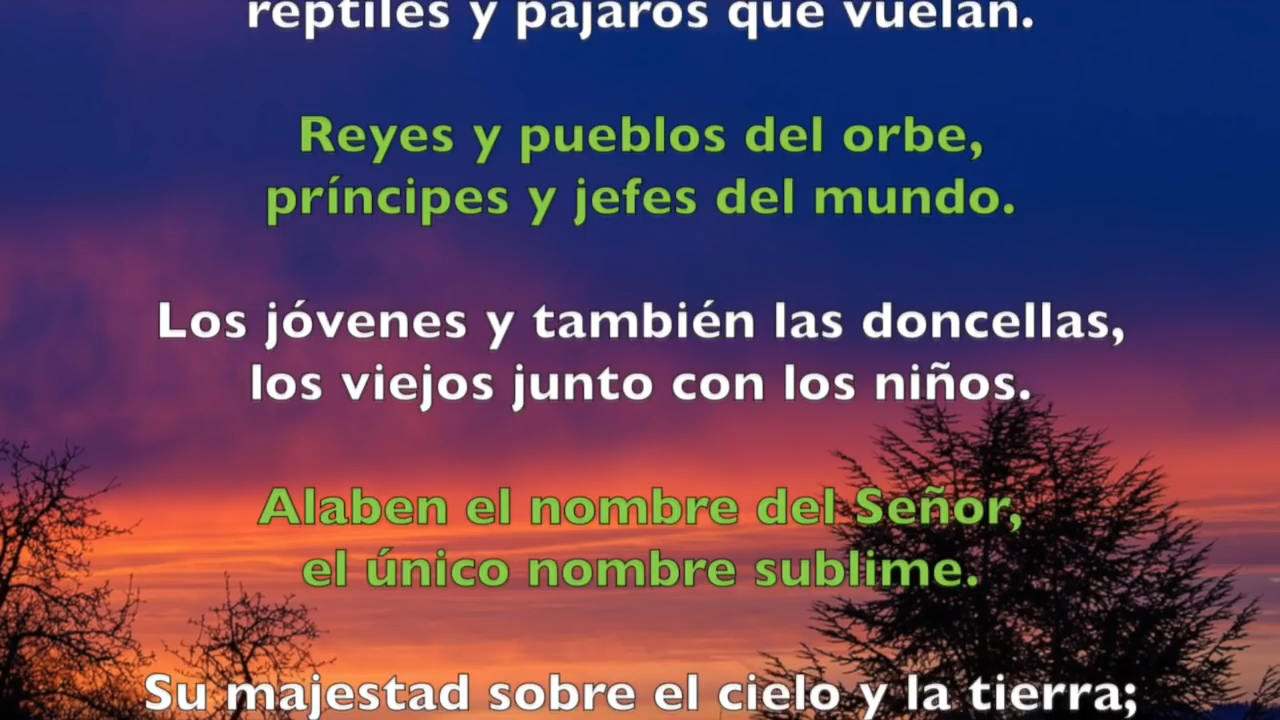 reptiles y pájaros que vuelan.
Reyes y pueblos del orbe,
príncipes y jefes del mundo.
Los jóvenes y también las doncellas,
los viejos junto con los niños.
Alaben el nombre del Señor,
el único nombre sublime.
Su majestad sobre el cielo y la tierra;